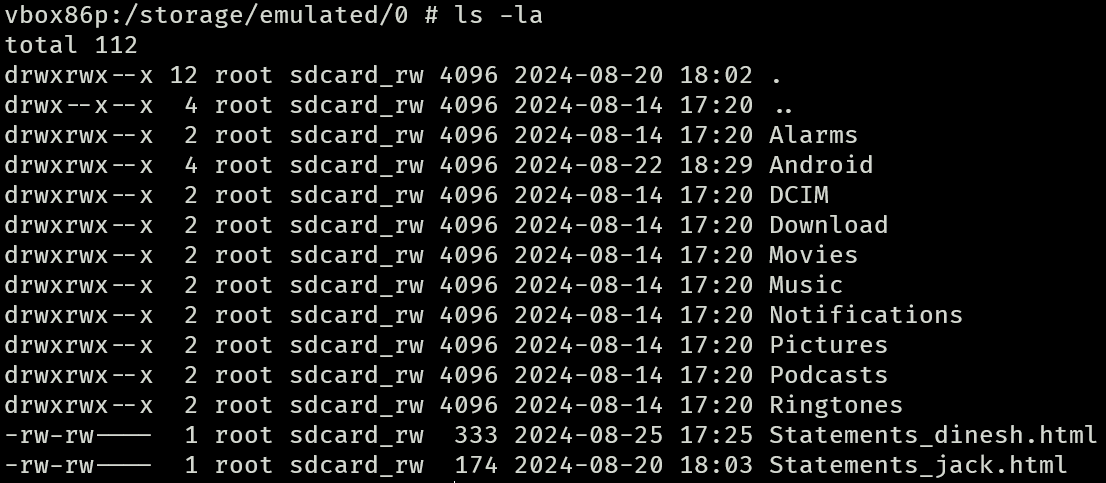 vbox86p:/storage/emulated/0 # ls -la
total 112
drwxrwx--x 12 root sdcard_rw 4096 2024-08-20 18:02 .
drwx--x--x  4 root sdcard_rw 4096 2024-08-14 17:20 ..
drwxrwx--x  2 root sdcard_rw 4096 2024-08-14 17:20 Alarms
drwxrwx--x  4 root sdcard_rw 4096 2024-08-22 18:29 Android
drwxrwx--x  2 root sdcard_rw 4096 2024-08-14 17:20 DCIM
drwxrwx--x  2 root sdcard_rw 4096 2024-08-14 17:20 Download
drwxrwx--x  2 root sdcard_rw 4096 2024-08-14 17:20 Movies
drwxrwx--x  2 root sdcard_rw 4096 2024-08-14 17:20 Music
drwxrwx--x  2 root sdcard_rw 4096 2024-08-14 17:20 Notifications
drwxrwx--x  2 root sdcard_rw 4096 2024-08-14 17:20 Pictures
drwxrwx--x  2 root sdcard_rw 4096 2024-08-14 17:20 Podcasts
drwxrwx--x  2 root sdcard_rw 4096 2024-08-14 17:20 Ringtones
-rw-rw----  1 root sdcard_rw  333 2024-08-25 17:25 Statements_dinesh.html
-rw-rw----  1 root sdcard_rw  174 2024-08-20 18:03 Statements_jack.html